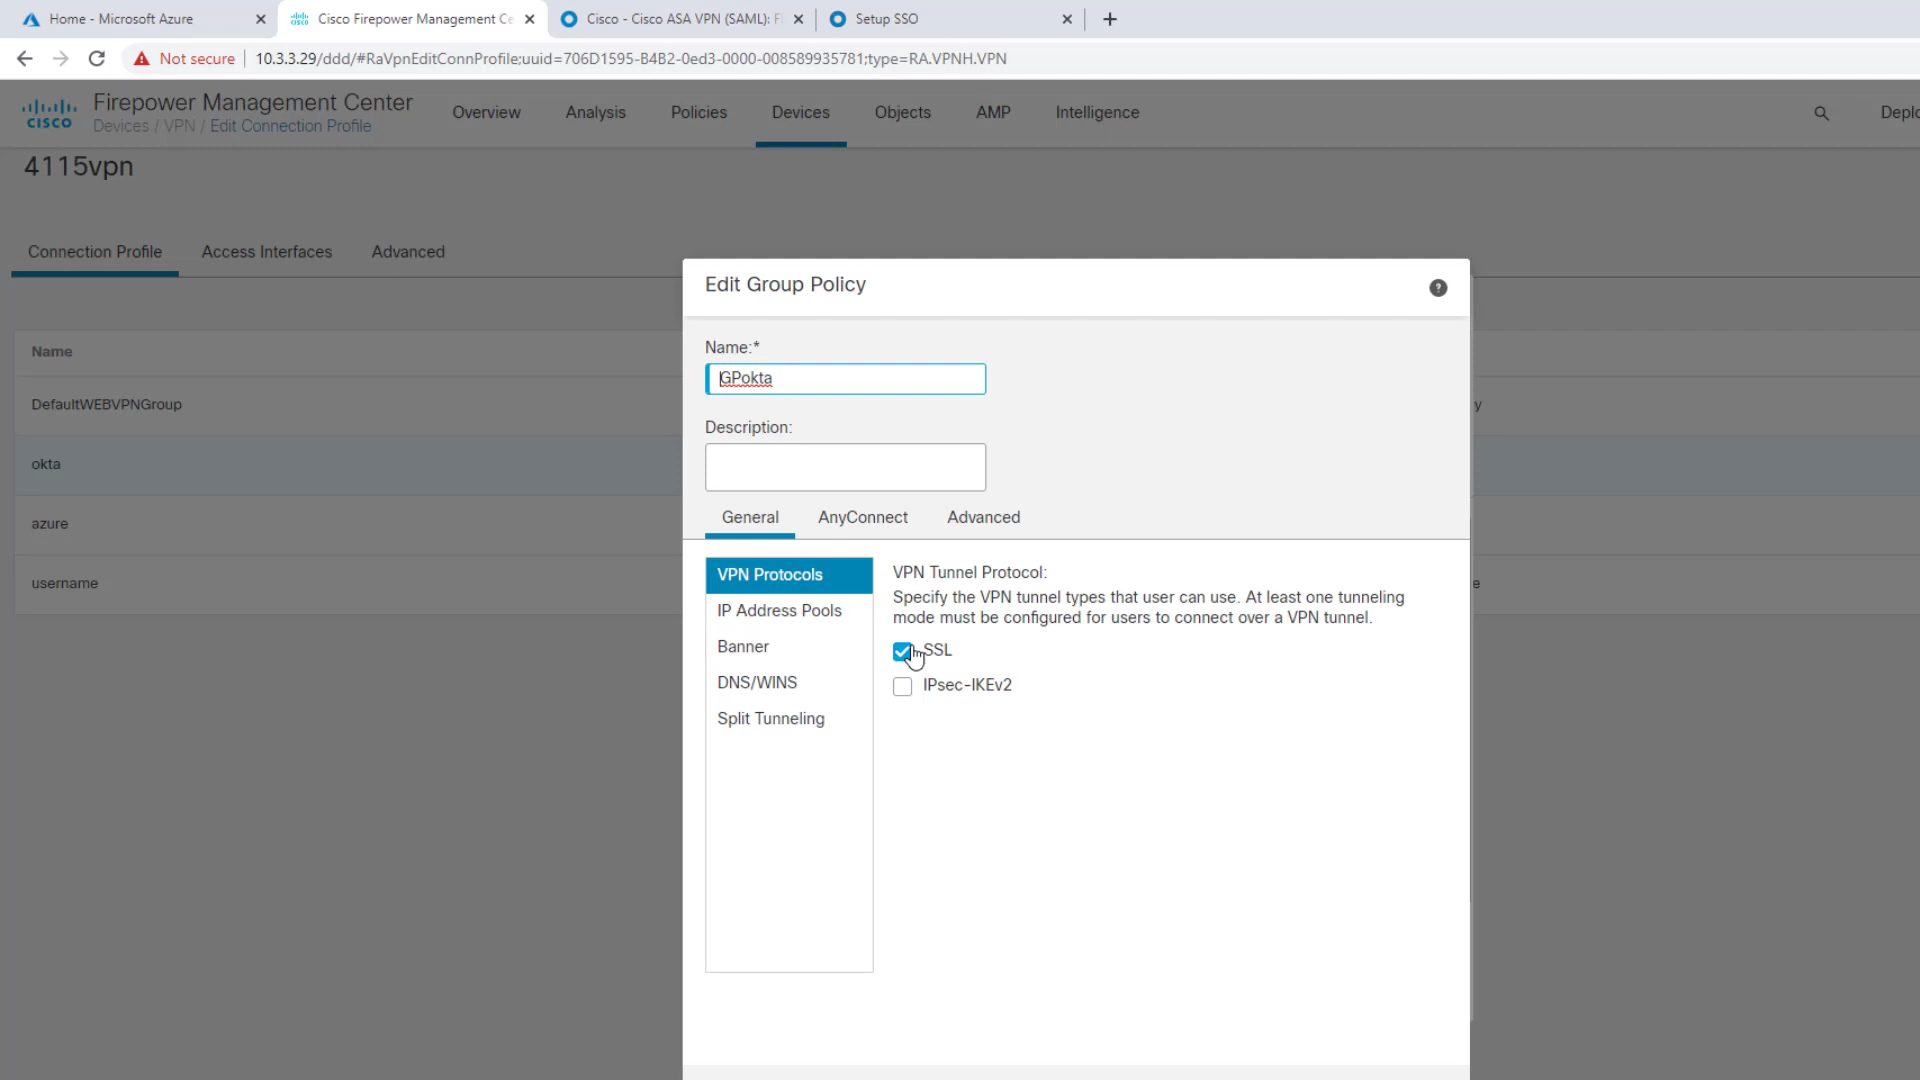 Home - Microsoft Azure
Cisco Firepower Management Ce
Cisco - Cisco ASA VPN (SAML): F
Setup SSO
Not secure
10.3.3.29/ddd/#RaVpnEditConnProfile;uuid=706D1595-B4B2-0ed3-0000-008589935781;type=RA.VPNH.VPN
CISCO
Firepower Management Center
Devices / VPN / Edit Connection Profile
Overview
Analysis
Policies
Devices
Objects
AMP
Intelligence
Deplo
4115vpn
Connection Profile
Access Interfaces
Advanced
Name
DefaultWEBVPNGroup
y
okta
azure
username
e
Edit Group Policy
?
Name:*
GPokta
Description:
General
AnyConnect
Advanced
VPN Protocols
IP Address Pools
Banner
DNS/WINS
Split Tunneling
VPN Tunnel Protocol:
Specify the VPN tunnel types that user can use. At least one tunneling
mode must be configured for users to connect over a VPN tunnel.
SSL
IPsec-IKEv2